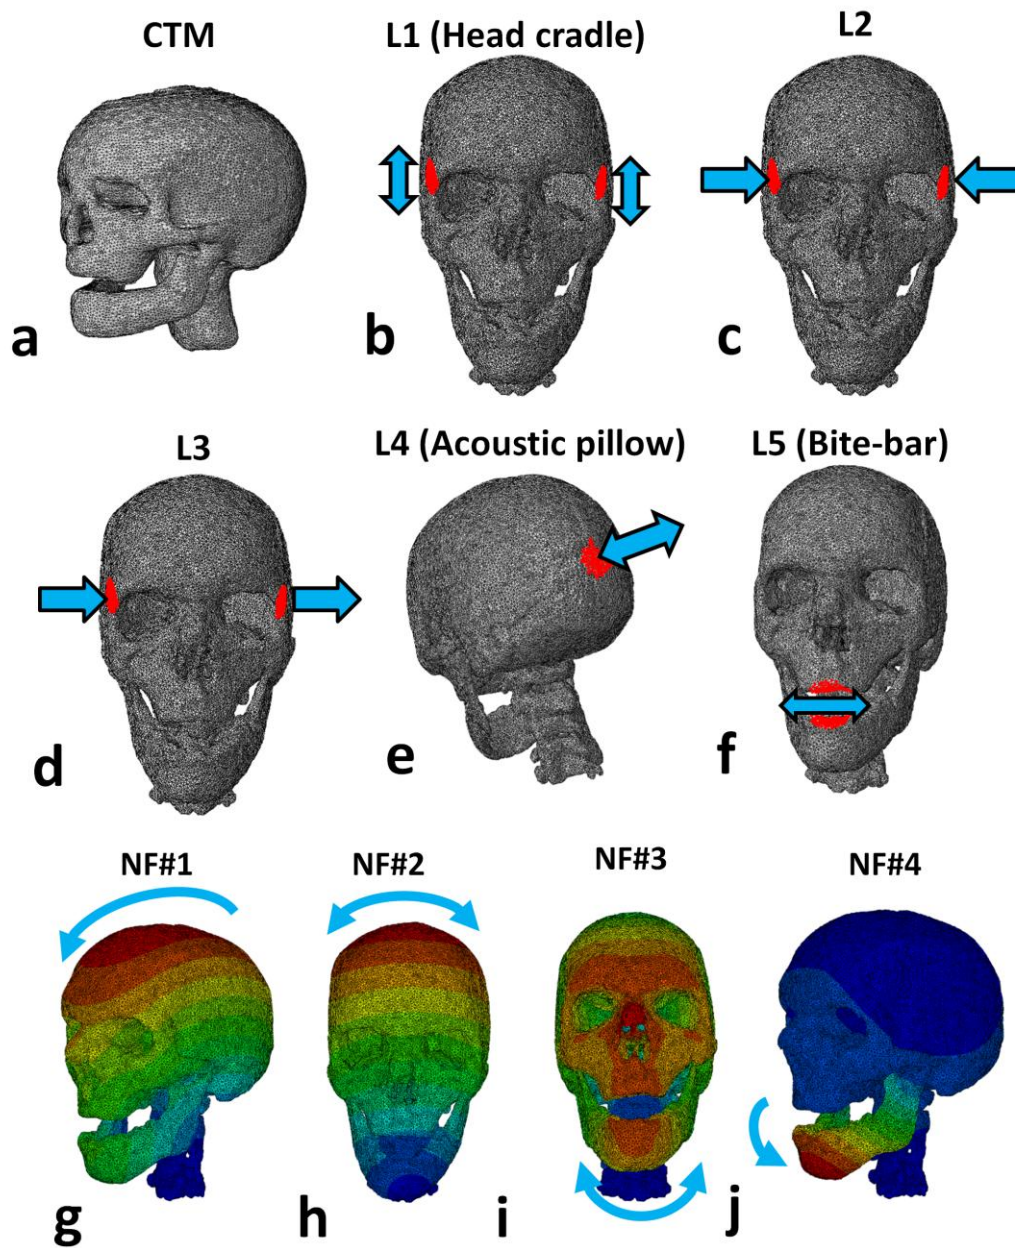 CTM
L1 (Head cradle)
L2
a
b
c
L3
L4 (Acoustic pillow)
L5 (Bite-bar)
d
e
f
NF#1
NF#2
NF#3
NF#4
g
h
i
j